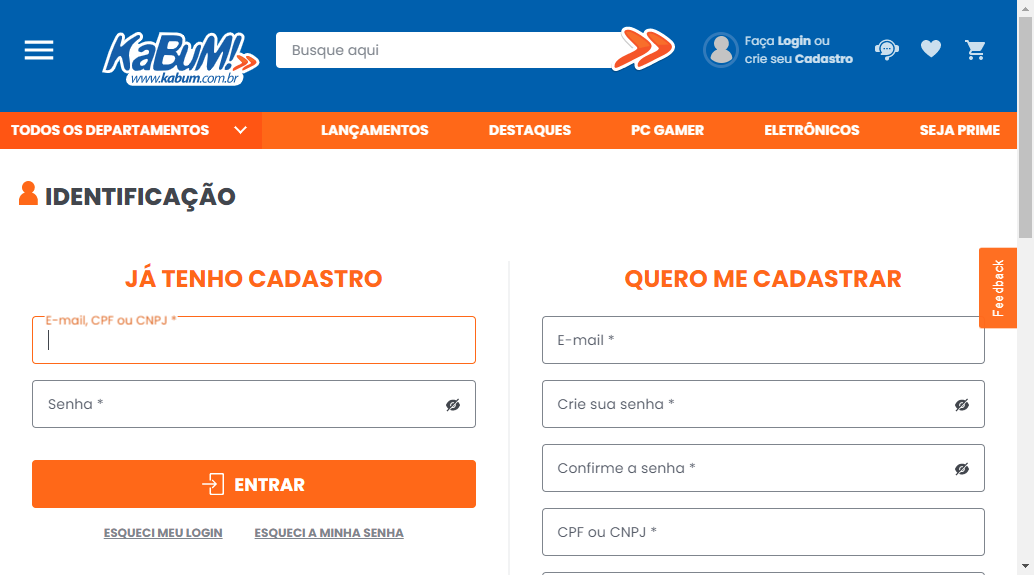 KaBuM!
www.kabum.com.br
Busque aqui
Faça Login ou
crie seu Cadastro
TODOS OS DEPARTAMENTOS
LANÇAMENTOS
DESTAQUES
PC GAMER
ELETRÔNICOS
SEJA PRIME
IDENTIFICAÇÃO
JÁ TENHO CADASTRO
E-mail, CPF ou CNPJ *
Senha *
ENTRAR
ESQUECI MEU LOGIN
ESQUECI A MINHA SENHA
QUERO ME CADASTRAR
E-mail *
Crie sua senha *
Confirme a senha *
CPF ou CNPJ *
Feedback